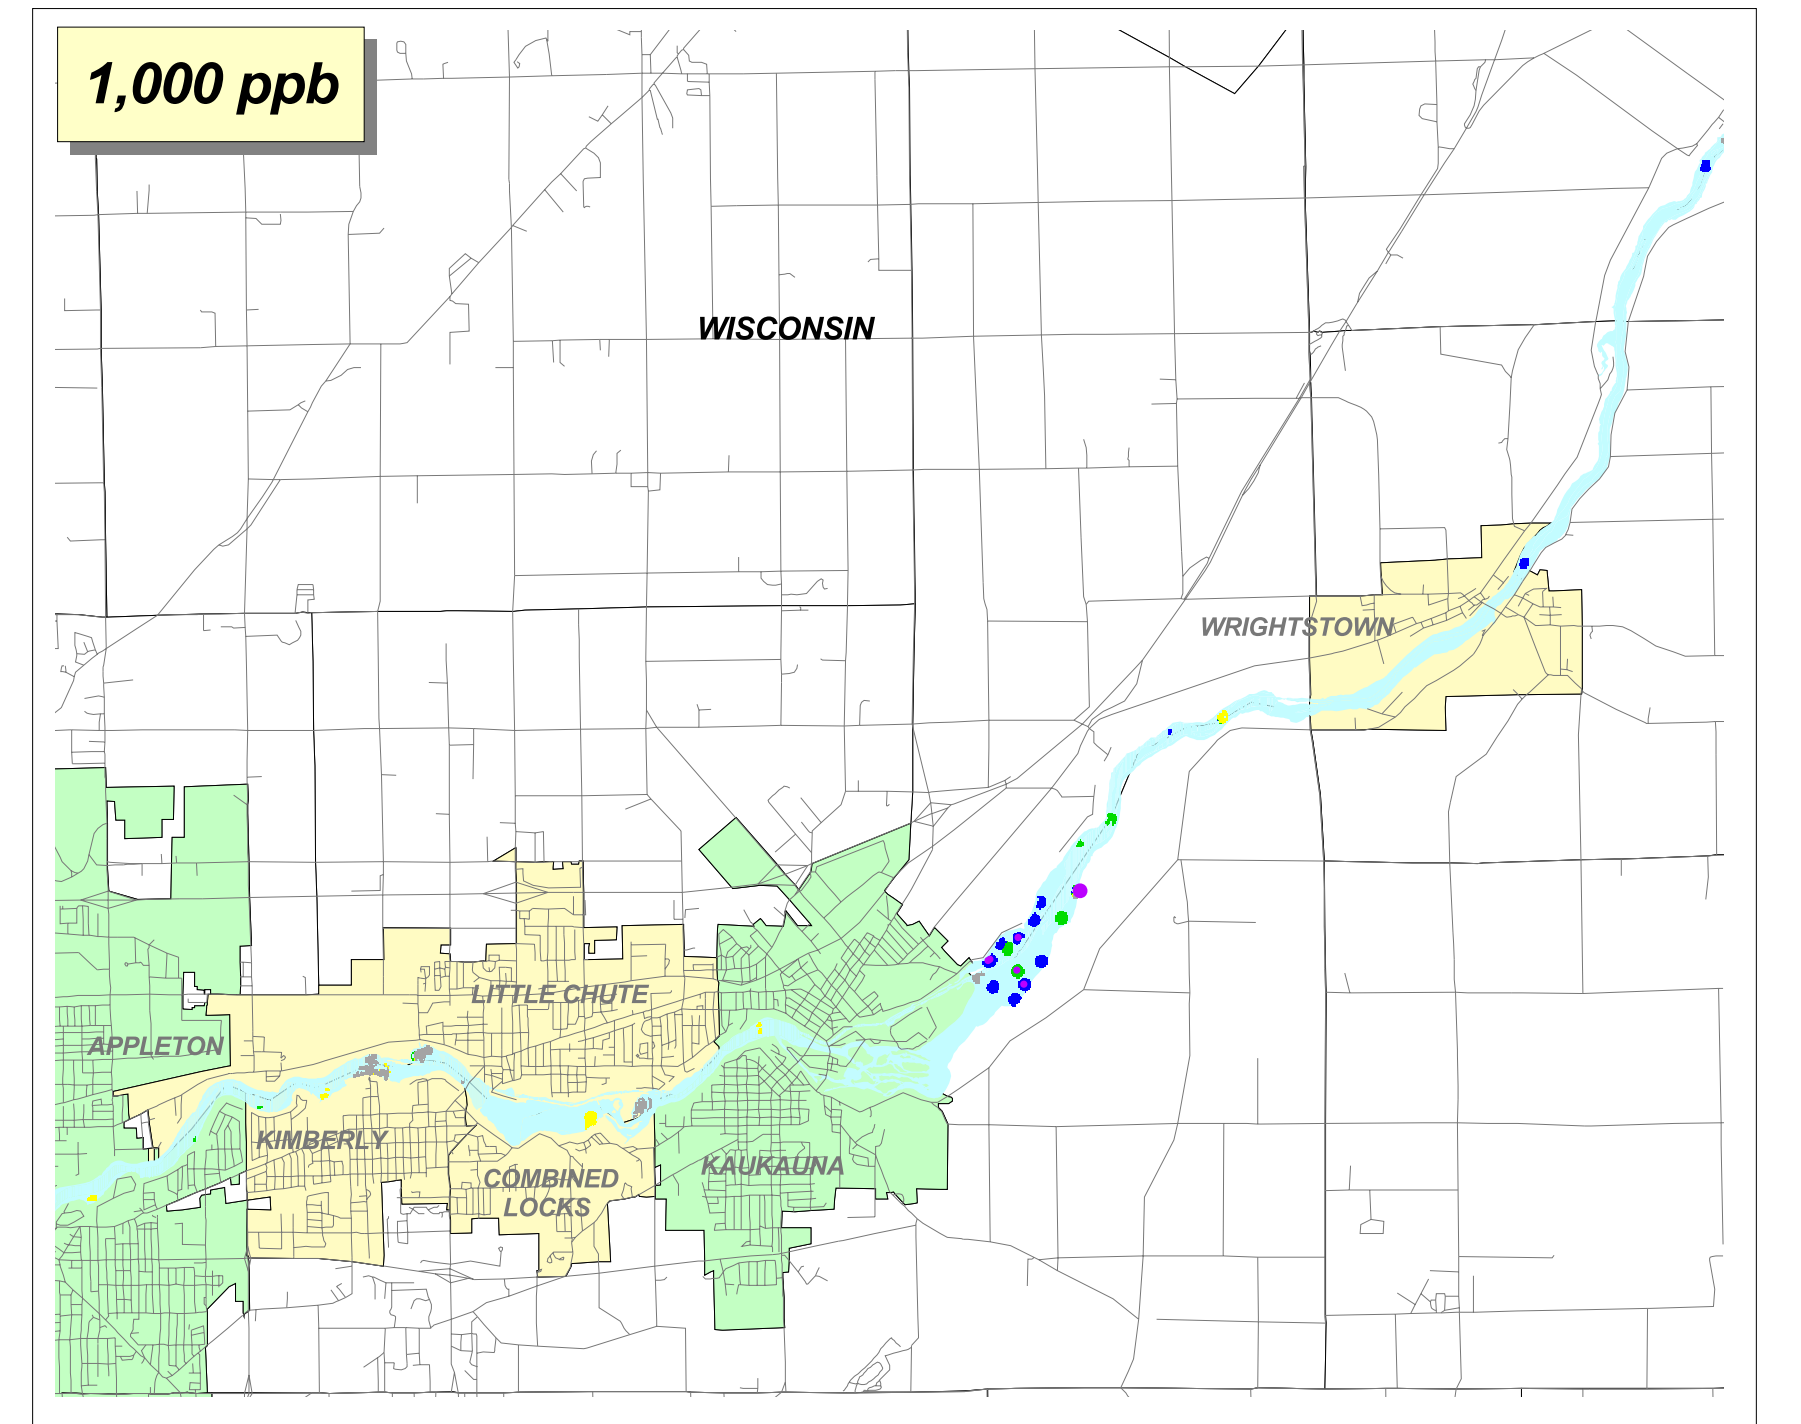 1,000 ppb
WISCONSIN
WRIGHTSTOWN
LITTLE CHUTE
APPLETON
KIMBERLY
KAUKAUNA
COMBINED
LOCKS